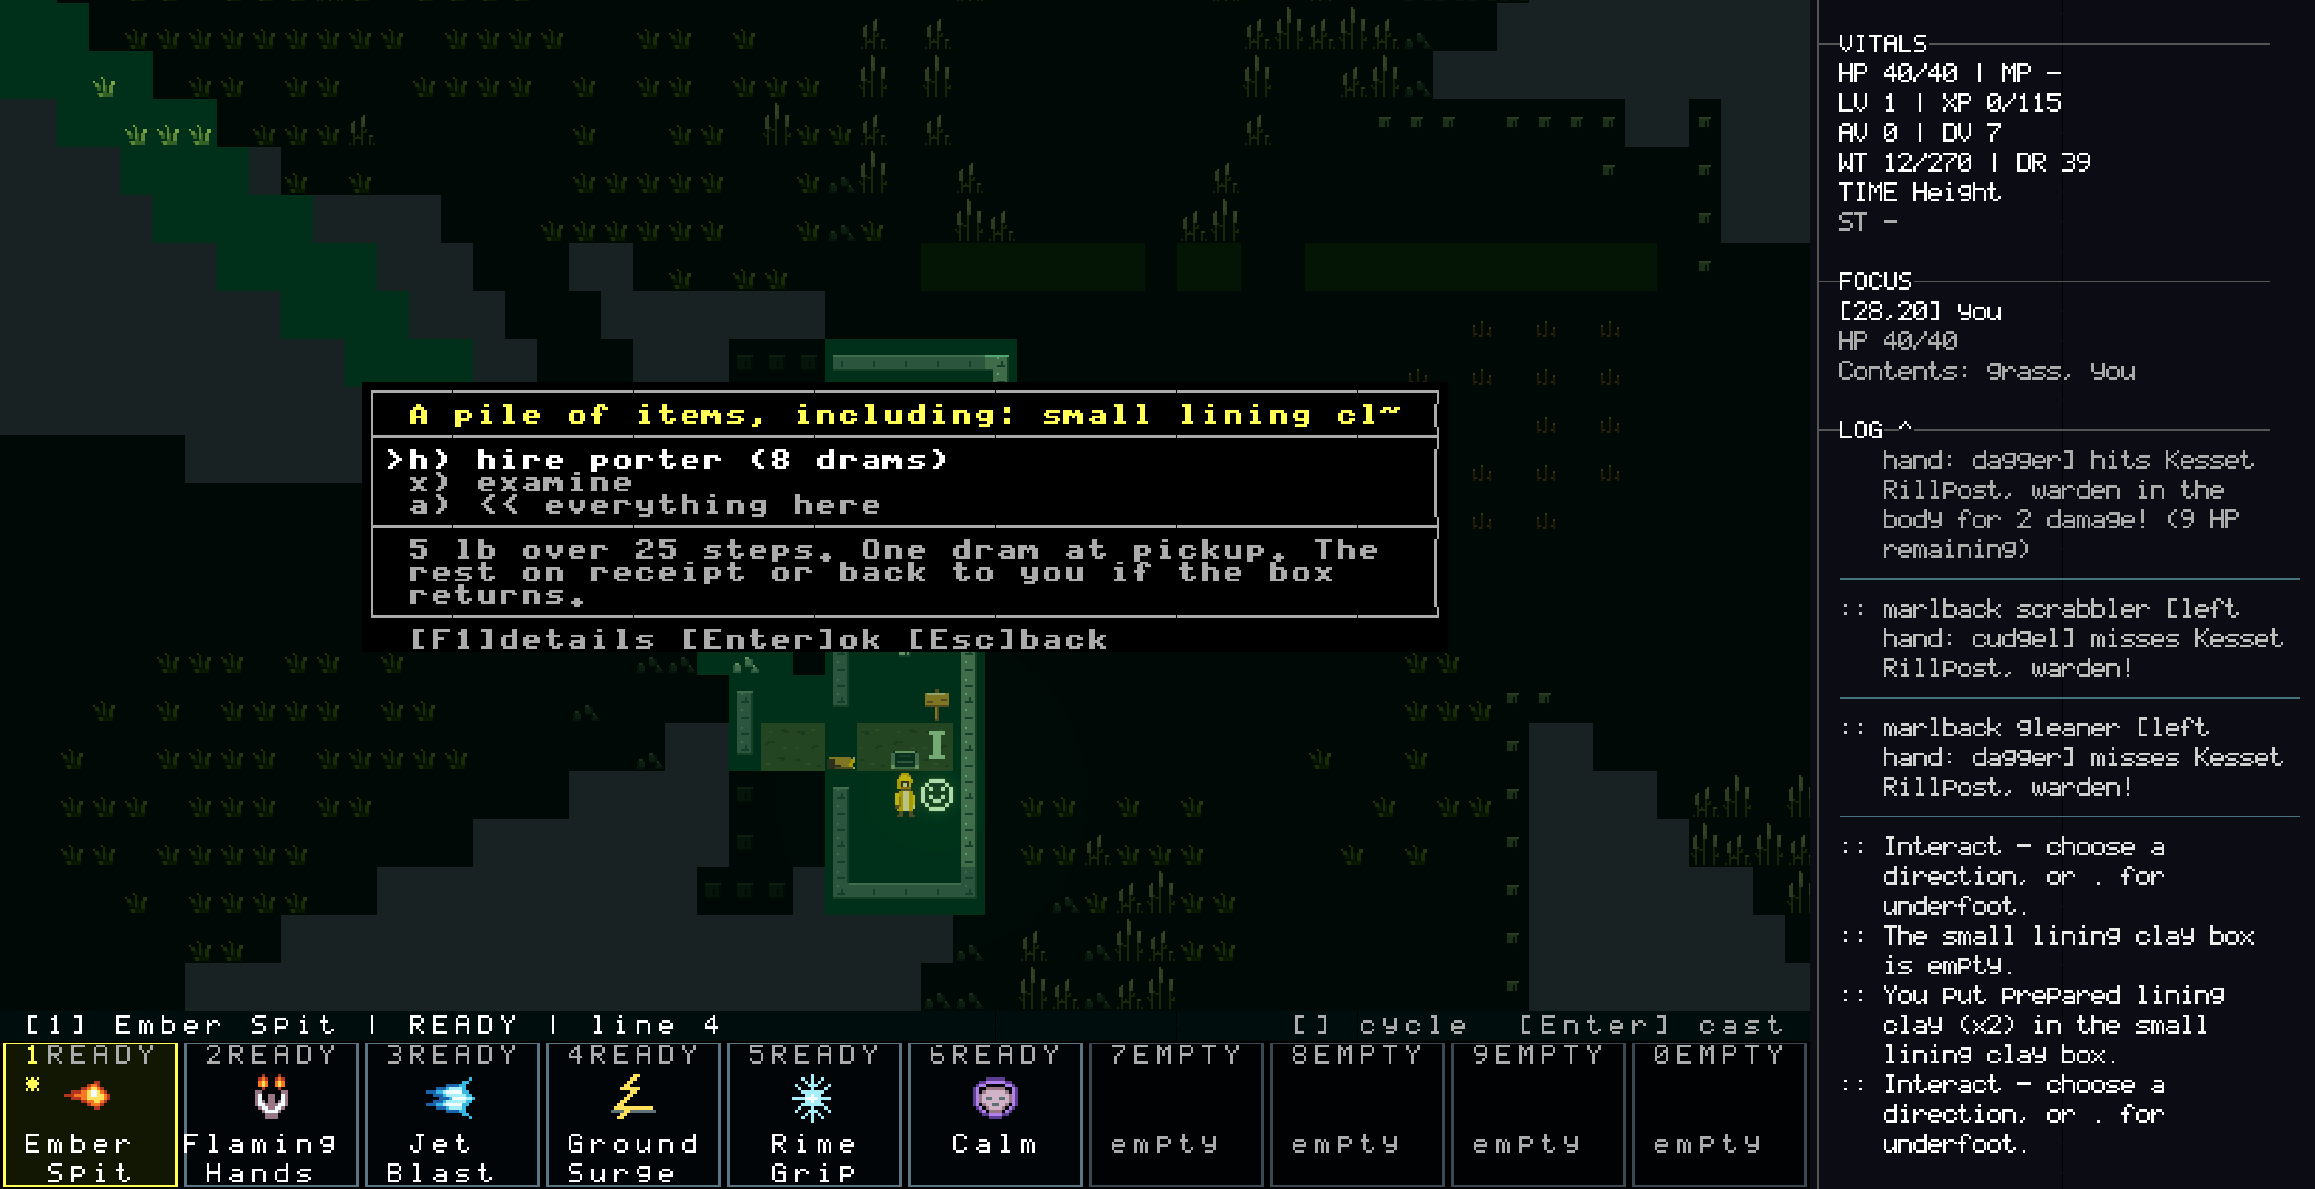 VITALS
HP 40/40 | MP -
LV 1 | XP 0/115
AV 0 | DV 7
WT 12/270 | DR 39
TIME Height
ST -
FOCUS
[28,20] you
HP 40/40
Contents: grass, you
LOG ^
hand: dagger] hits Kesset
RillPost, warden in the
body for 2 damage! (9 HP
remaining)
:: marlback scrabbler [left
hand: cudgel] misses Kesset
RillPost, warden!
:: marlback gleaner [left
hand: dagger] misses Kesset
RillPost, warden!
:: Interact - choose a
direction, or . for
underfoot.
:: The small lining clay box
is empty.
:: You put prepared lining
clay (x2) in the small
lining clay box.
:: Interact - choose a
direction, or . for
underfoot.
A pile of items, including: small lining cl~
>h) hire porter (8 drams)
x) examine
a) << everything here
5 lb over 25 steps. One dram at pickup. The
rest on receipt or back to you if the box
returns.
[F1]details [Enter]ok [Esc]back
[1] Ember Spit | READY | line 4
[] cycle [Enter] cast
1READY 2READY 3READY 4READY 5READY 6READY 7EMPTY 8EMPTY 9EMPTY 0EMPTY
Ember Spit
Flaming Hands
Jet Blast
Ground Surge
Rime Grip
Calm
empty
empty
empty
empty